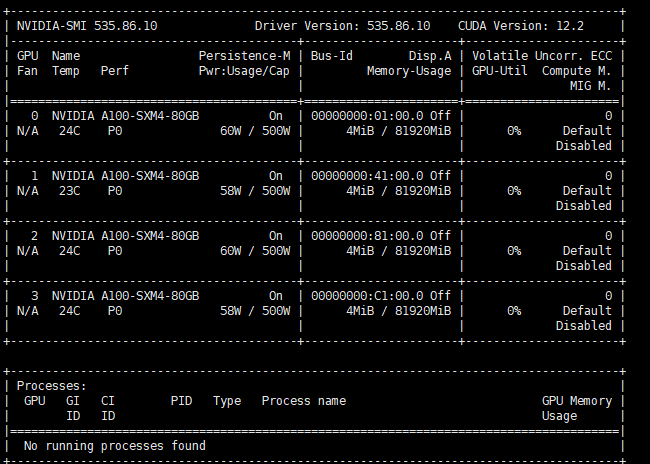 NVIDIA-SMI 535.86.10 Driver Version: 535.86.10 CUDA Version: 12.2
GPU Name Persistence-M | Bus-Id Disp.A | Volatile Uncorr. ECC
Fan Temp Perf Pwr:Usage/Cap | Memory-Usage | GPU-Util Compute M.
MIG M.
0 NVIDIA A100-SXM4-80GB On | 00000000:01:00.0 Off | 0
N/A 24C P0 60W / 500W | 4MiB / 81920MiB | 0% Default
Disabled
1 NVIDIA A100-SXM4-80GB On | 00000000:41:00.0 Off | 0
N/A 23C P0 58W / 500W | 4MiB / 81920MiB | 0% Default
Disabled
2 NVIDIA A100-SXM4-80GB On | 00000000:81:00.0 Off | 0
N/A 24C P0 60W / 500W | 4MiB / 81920MiB | 0% Default
Disabled
3 NVIDIA A100-SXM4-80GB On | 00000000:C1:00.0 Off | 0
N/A 24C P0 58W / 500W | 4MiB / 81920MiB | 0% Default
Disabled
Processes:
GPU GI CI PID Type Process name GPU Memory
ID ID Usage
No running processes found